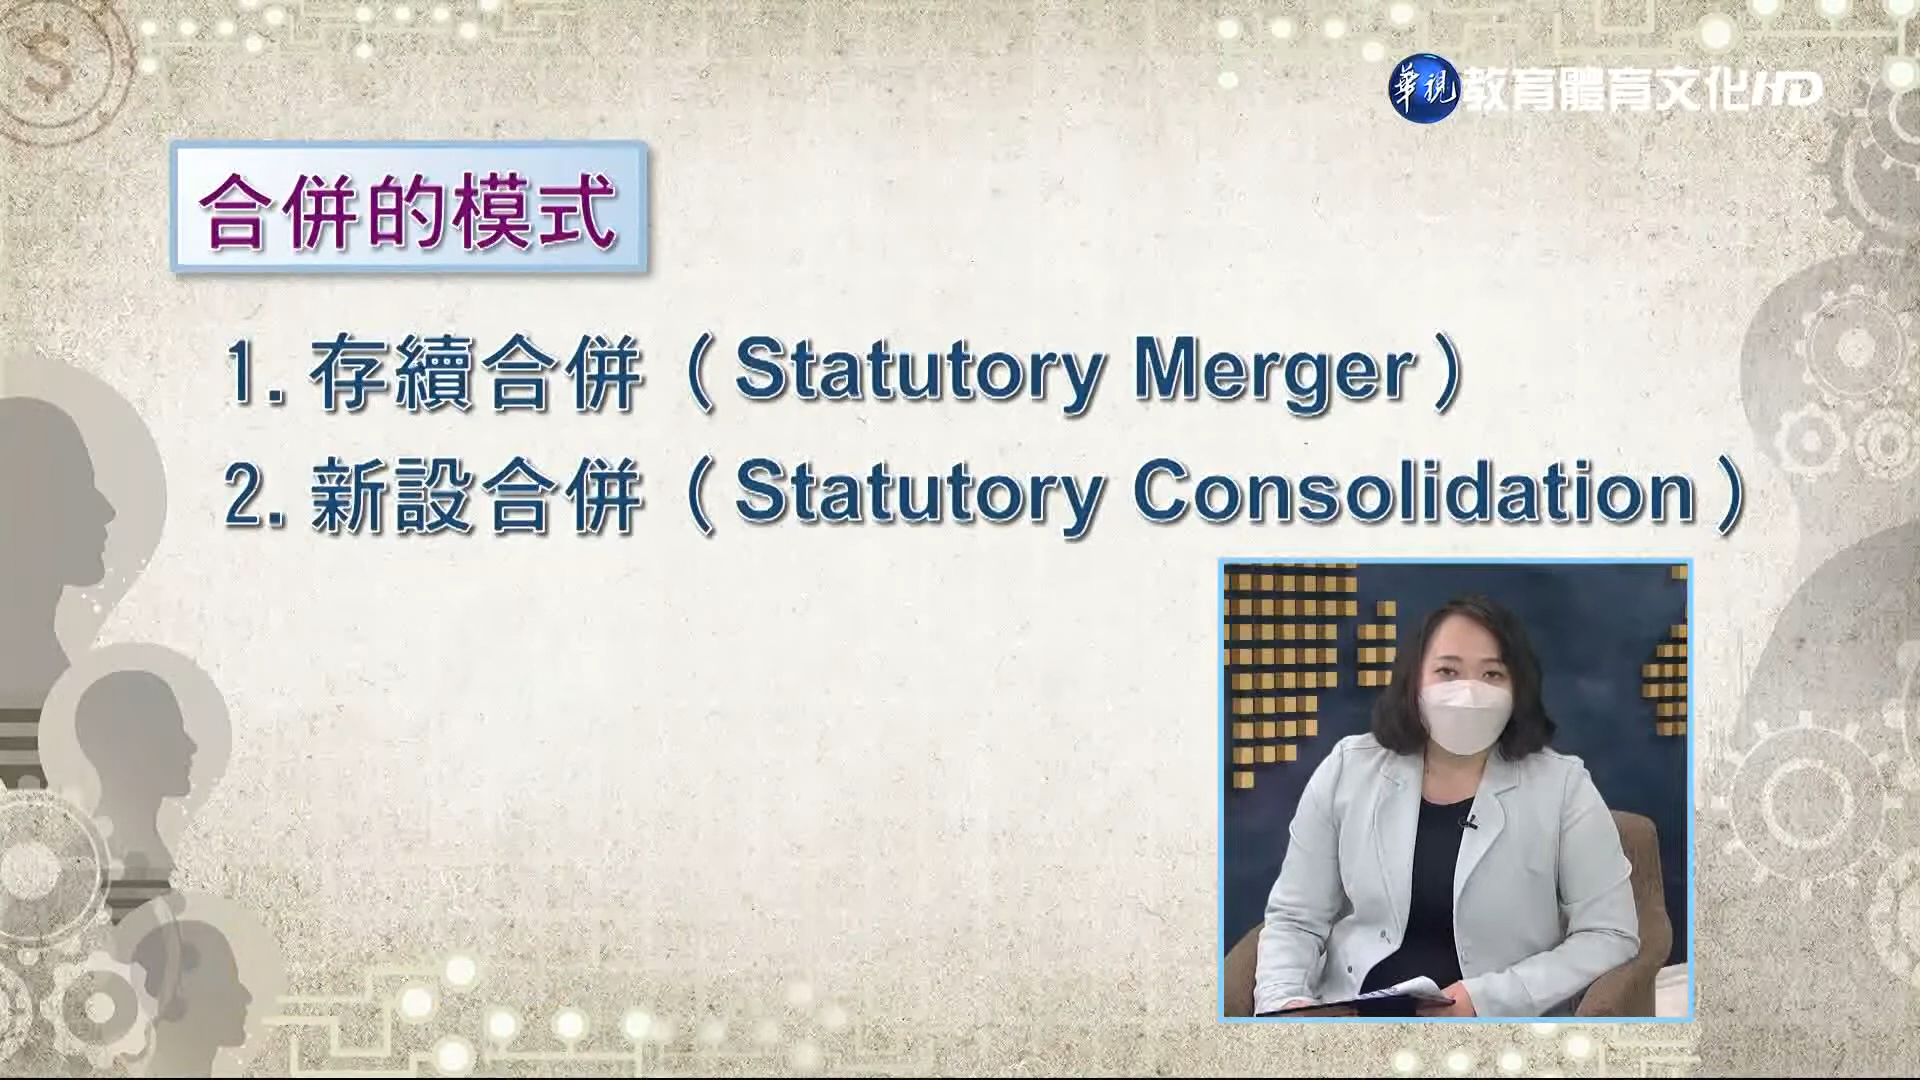 華視 教育體育文化HD
合併的模式
1. 存續合併（Statutory Merger）
2. 新設合併（Statutory Consolidation）